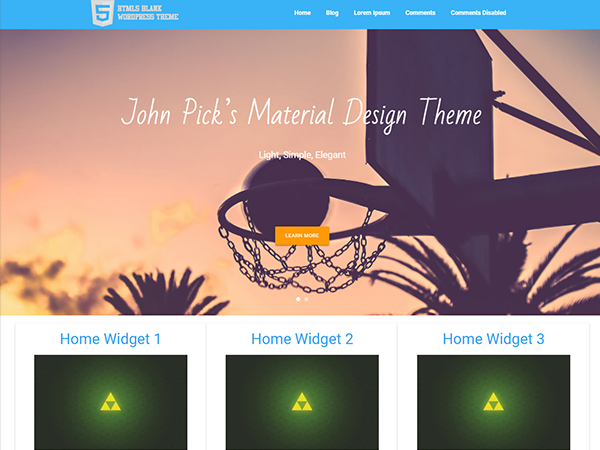 HTML5 BLANK
WORDPRESS THEME
Home Blog Lorem Ipsum Comments Comments Disabled
John Pick's Material Design Theme
Light, Simple, Elegant
LEARN MORE
Home Widget 1 Home Widget 2 Home Widget 3